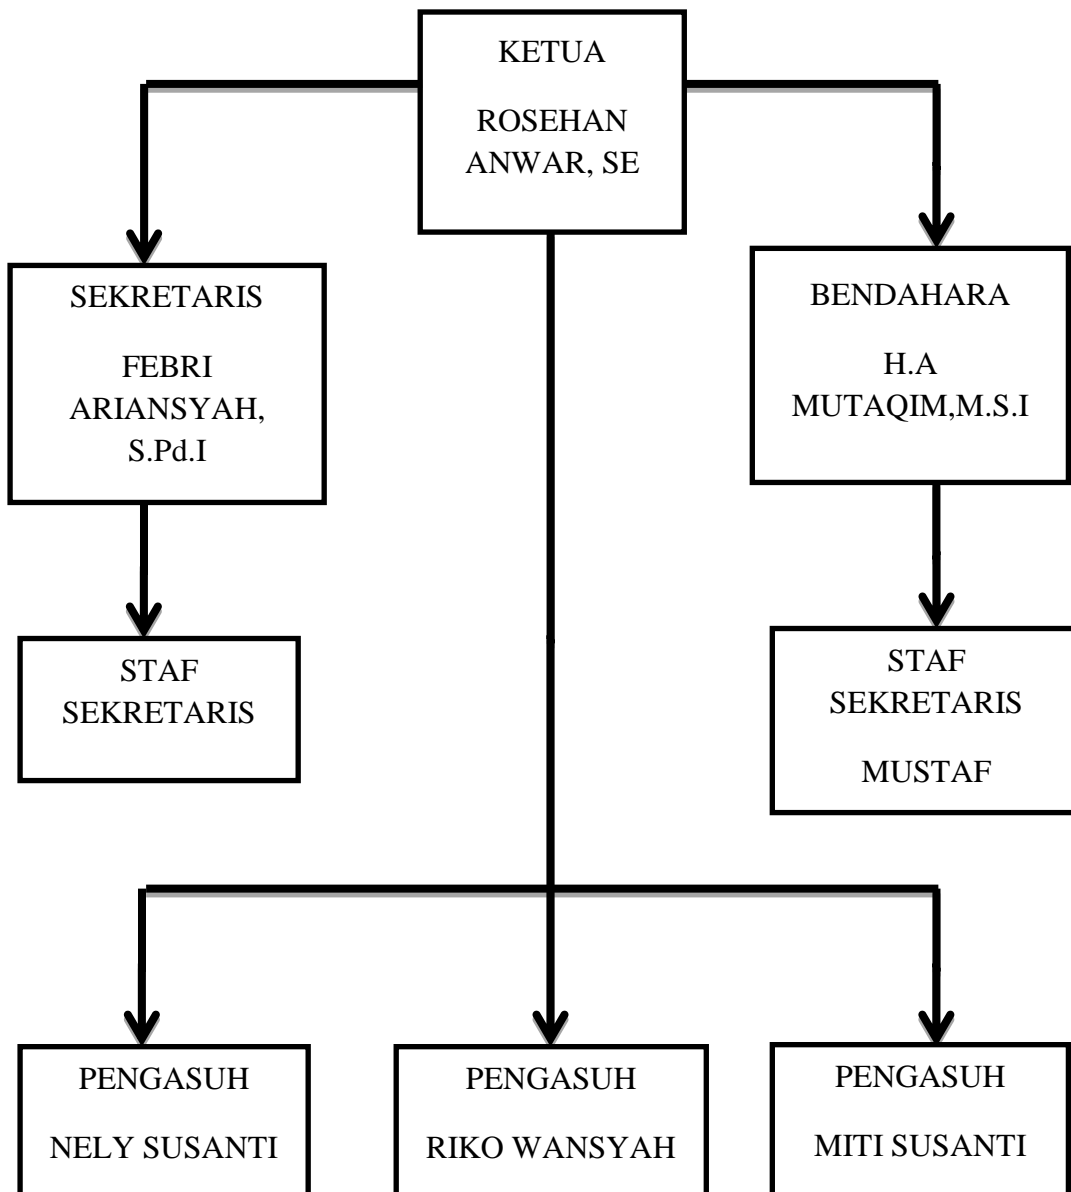 KETUA
ROSEHAN
ANWAR, SE
SEKRETARIS
FEBRI
ARIANSYAH,
S.Pd.I
BENDAHARA
H.A
MUTAQIM,M.S.I
STAF
SEKRETARIS
STAF
SEKRETARIS
MUSTAF
PENGASUH
NELY SUSANTI
PENGASUH
RIKO WANSYAH
PENGASUH
MITI SUSANTI